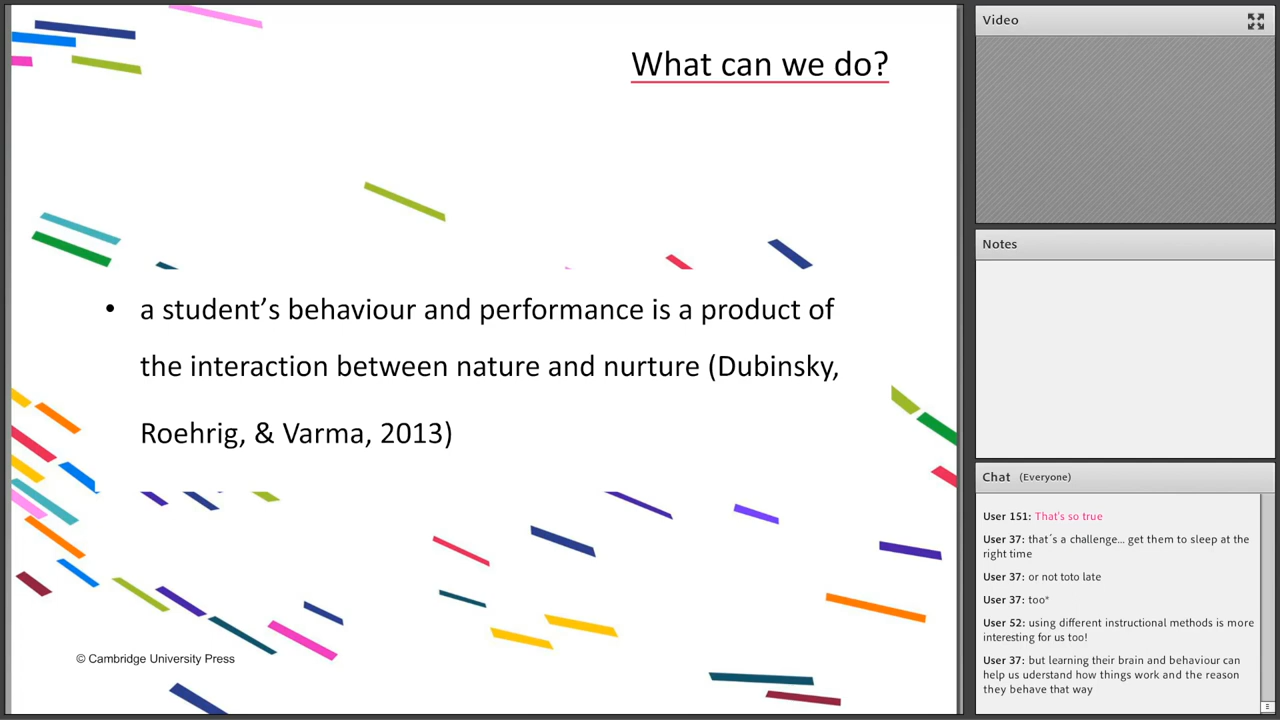 What can we do?
• a student’s behaviour and performance is a product of
the interaction between nature and nurture (Dubinsky,
Roehrig, & Varma, 2013)
© Cambridge University Press
Video
Notes
Chat (Everyone)
User 151: That's so true
User 37: that´s a challenge... get them to sleep at the
right time
User 37: or not toto late
User 37: too*
User 52: using different instructional methods is more
interesting for us too!
User 37: but learning their brain and behaviour can
help us uderstand how things work and the reason
they behave that way